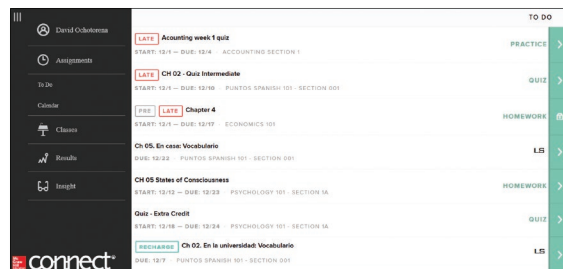 TO DO
David Ochotorena
Assignments
To Do
Calendar
Classes
Results
Insight
Mc Graw Hill Education
connect®
LATE Acounting week 1 quiz
START: 12/1 — DUE: 12/4 · ACCOUNTING SECTION 1
PRACTICE
LATE CH 02 - Quiz Intermediate
START: 12/1 — DUE: 12/10 · PUNTOS SPANISH 101 - SECTION 001
QUIZ
PRE LATE Chapter 4
START: 12/1 — DUE: 12/17 · ECONOMICS 101
HOMEWORK
Ch 05. En casa: Vocabulario
DUE: 12/22 · PUNTOS SPANISH 101 - SECTION 001
LS
CH 05 States of Consciousness
START: 12/12 — DUE: 12/23 · PSYCHOLOGY 101 - SECTION 1A
HOMEWORK
Quiz - Extra Credit
START: 12/18 — DUE: 12/24 · PSYCHOLOGY 101 - SECTION 1A
QUIZ
RECHARGE Ch 02. En la universidad: Vocabulario
DUE: 12/7 · PUNTOS SPANISH 101 - SECTION 001
LS